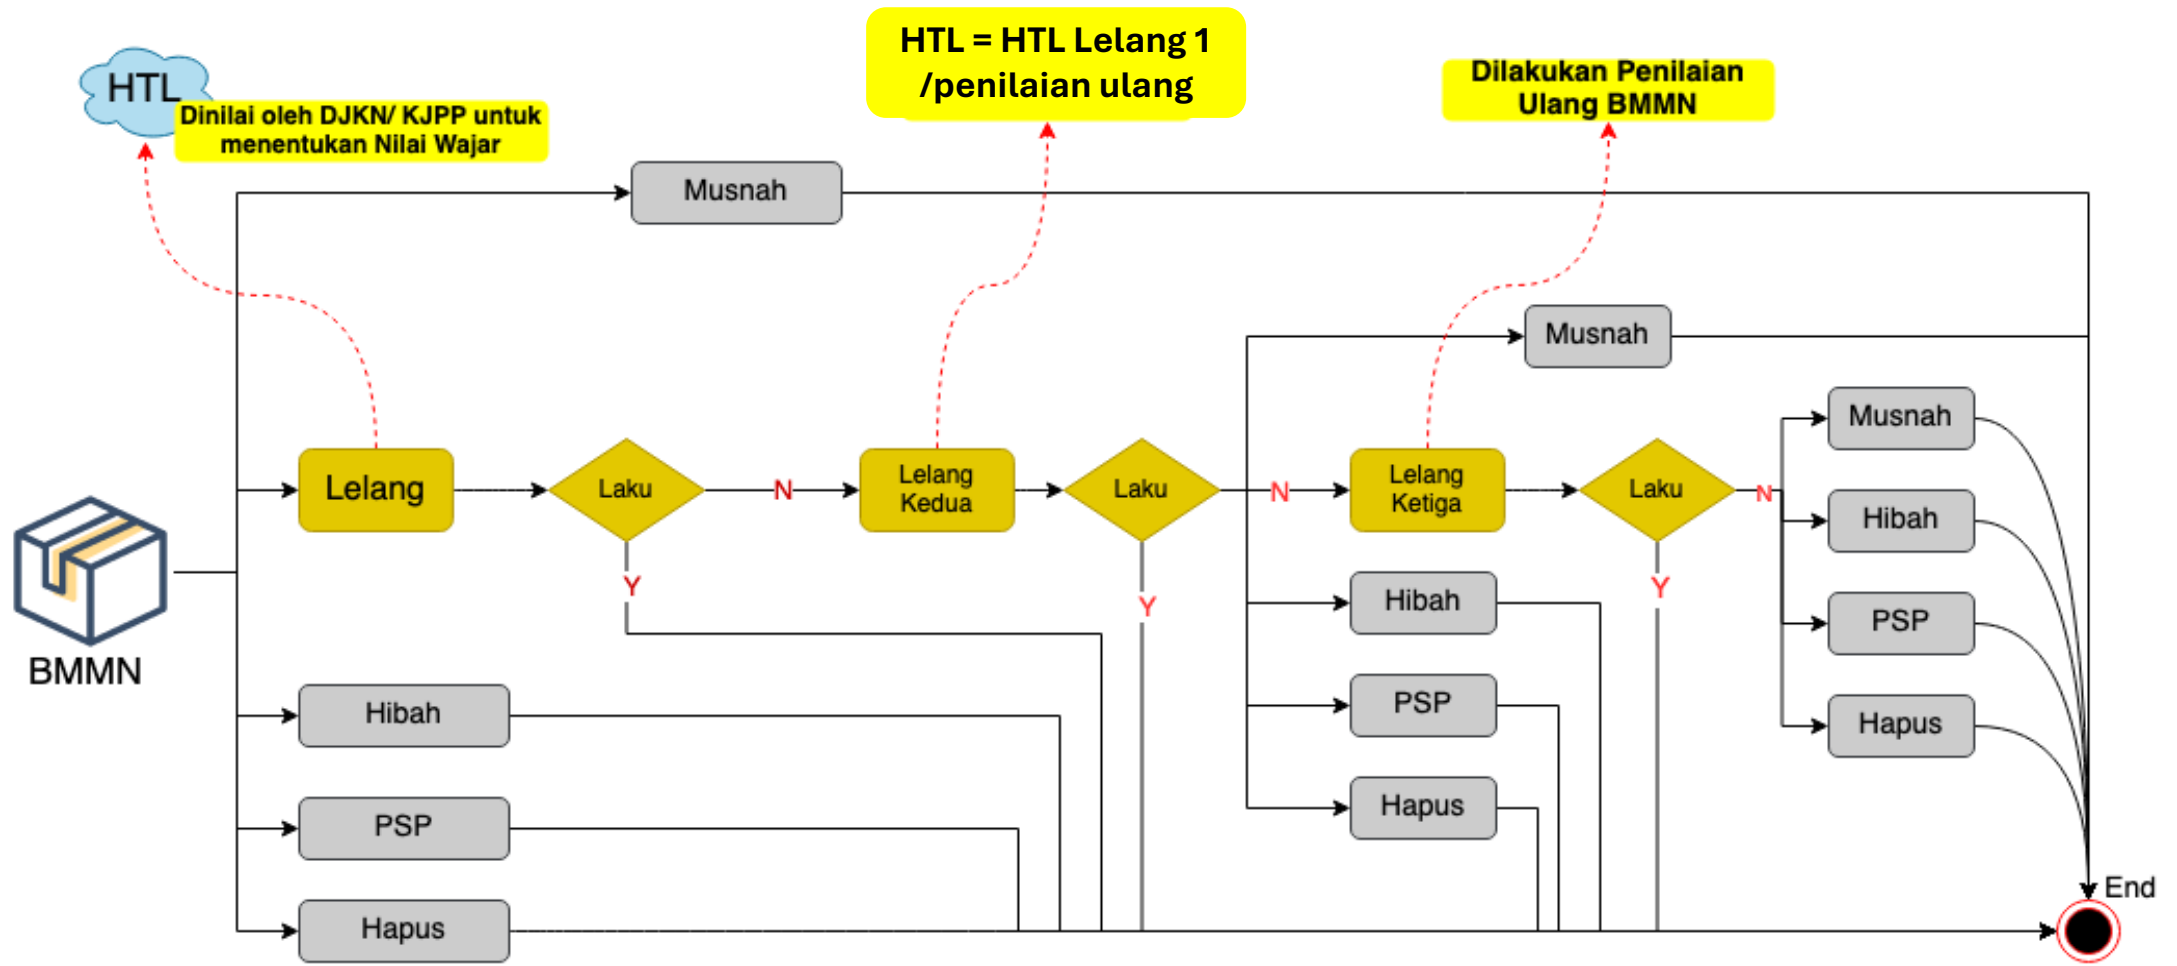 HTL
Dinilai oleh DJKN/ KJPP untuk
menentukan Nilai Wajar
HTL = HTL Lelang 1
/penilaian ulang
Dilakukan Penilaian
Ulang BMMN
Musnah
Musnah
Musnah
Lelang
Laku
N
Lelang
Kedua
Laku
N
Lelang
Ketiga
Laku
N
Hibah
Y
Y
Y
Hibah
PSP
BMMN
Hibah
PSP
Hapus
PSP
Hapus
Hapus
End